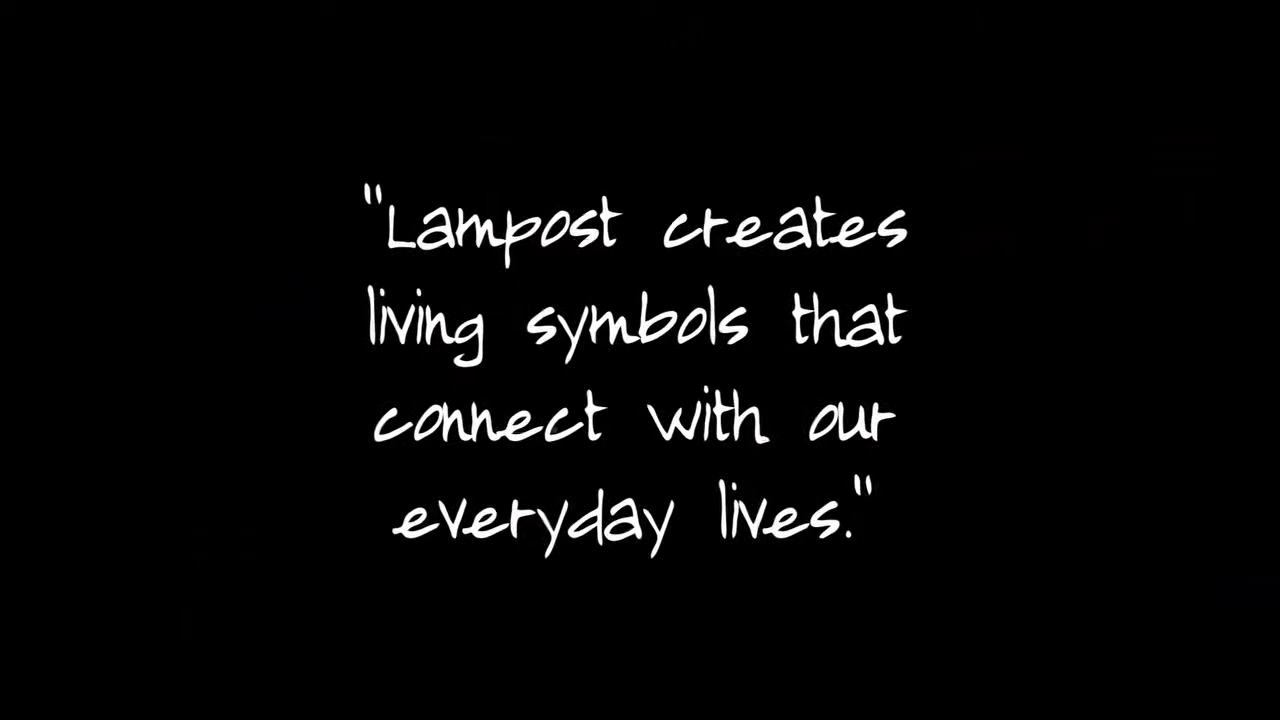 "Lampost creates
living symbols that
connect with our
everyday lives."